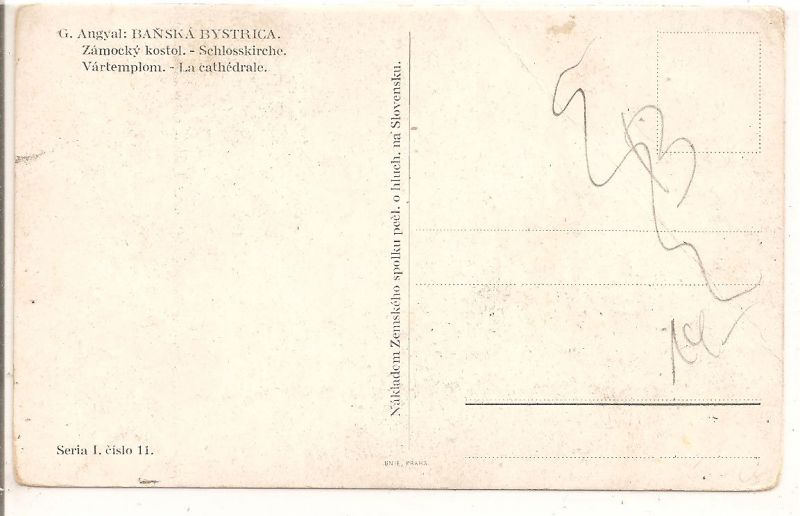 G. Angyal: BAŇSKÁ BYSTRICA.
Zámocký kostol. - Schlosskirche.
Vártemplom. - La cathédrale.
Nákladom Zemského spolku pečl. o hluch. na Slovensku.
Seria I. číslo 11.
PRAHA